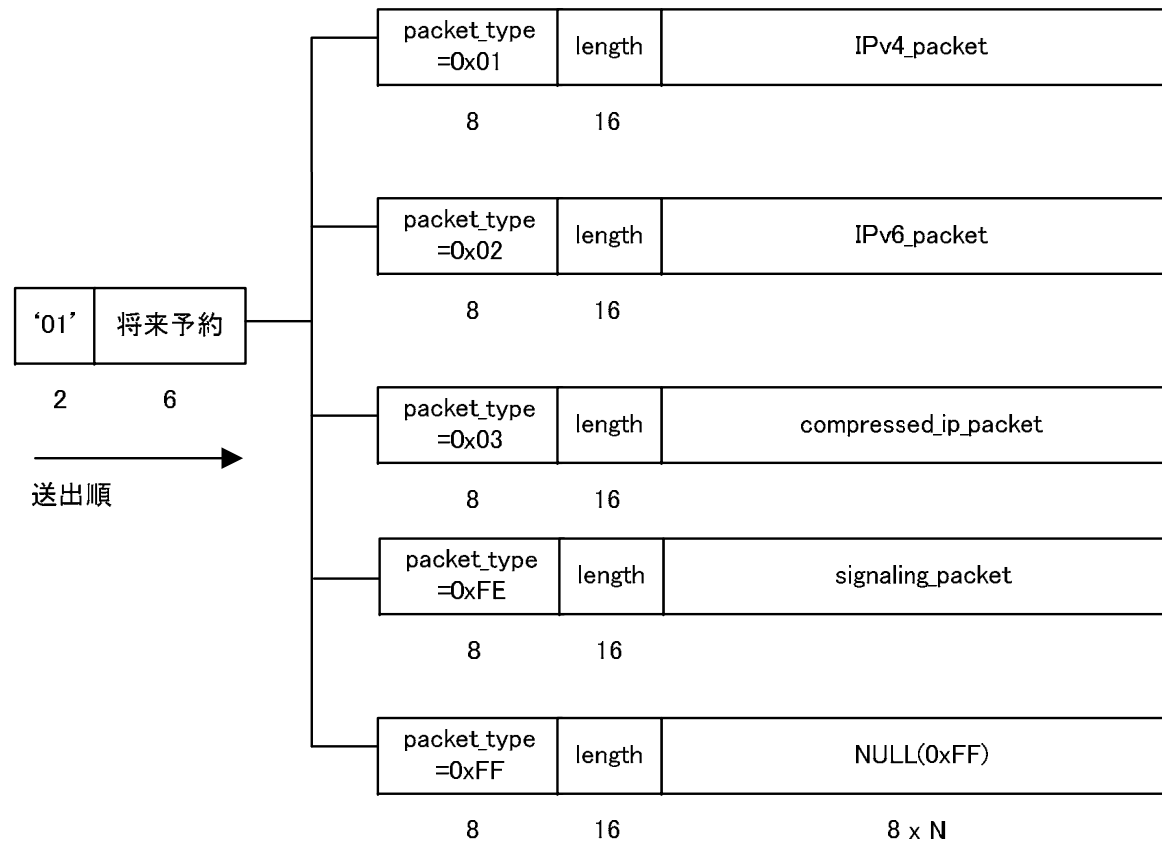 packet_type
=0x01
length
IPv4_packet
8
16
packet_type
=0x02
length
IPv6_packet
8
16
‘01’
将来予約
2
6
送出順
packet_type
=0x03
length
compressed_ip_packet
8
16
packet_type
=0xFE
length
signaling_packet
8
16
packet_type
=0xFF
length
NULL(0xFF)
8
16
8 x N